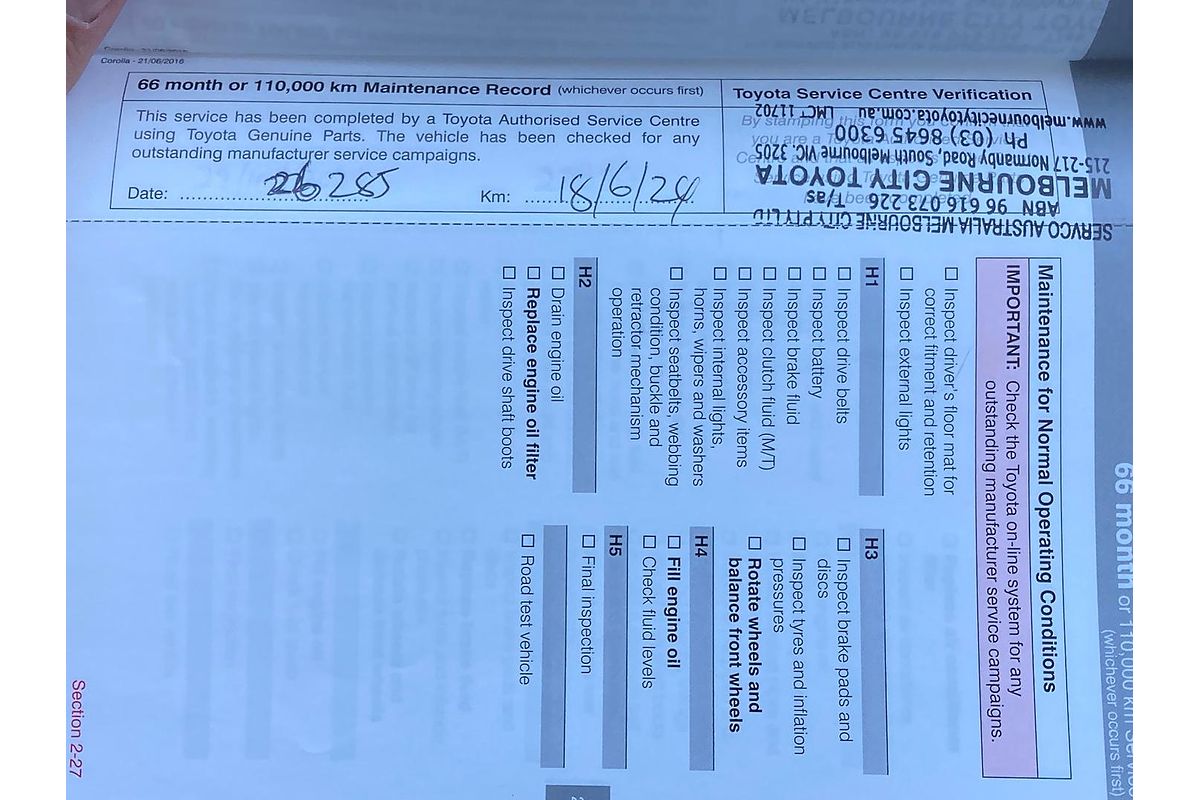 Corolla - 21/06/2016
66 month or 110,000 km Maintenance Record (whichever occurs first)
This service has been completed by a Toyota Authorised Service Centre
using Toyota Genuine Parts. The vehicle has been checked for any
outstanding manufacturer service campaigns.
Date: 26285
Km: 18/6/24
Toyota Service Centre Verification
By stamping this form you
you are a Toyota
SERVCO AUSTRALIA MELBOURNE CITY PTY LTD
ABN 96 616 073 226 T/as
MELBOURNE CITY TOYOTA
215-217 Normanby Road, South Melbourne VIC. 3205
Ph (03) 8645 6300
www.melbournecitytoyota.com.au LMCT 11702
66 month or 110,000 km Service
(whichever occurs first)
Maintenance for Normal Operating Conditions
IMPORTANT: Check the Toyota on-line system for any
outstanding manufacturer service campaigns.
Inspect driver's floor mat for
correct fitment and retention
Inspect external lights
H1
Inspect drive belts
Inspect battery
Inspect brake fluid
Inspect clutch fluid (M/T)
Inspect accessory items
Inspect internal lights,
horns, wipers and washers
Inspect seatbelts, webbing
condition, buckle and
retractor mechanism
operation
H2
Drain engine oil
Replace engine oil filter
Inspect drive shaft boots
H3
Inspect brake pads and
discs
Inspect tyres and inflation
pressures
Rotate wheels and
balance front wheels
H4
Fill engine oil
Check fluid levels
H5
Final inspection
Road test vehicle
Section 2-27